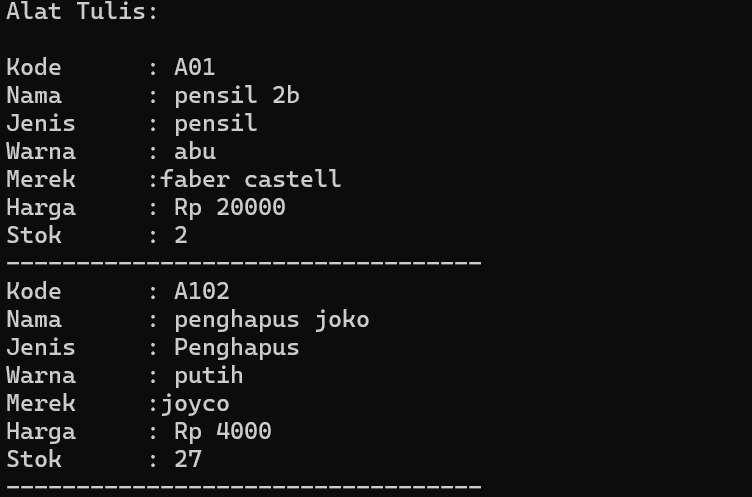 Alat Tulis:

Kode      : A01
Nama      : pensil 2b
Jenis     : pensil
Warna     : abu
Merek     :faber castell
Harga     : Rp 20000
Stok      : 2
----------------------------------
Kode      : A102
Nama      : penghapus joko
Jenis     : Penghapus
Warna     : putih
Merek     :joyco
Harga     : Rp 4000
Stok      : 27
----------------------------------